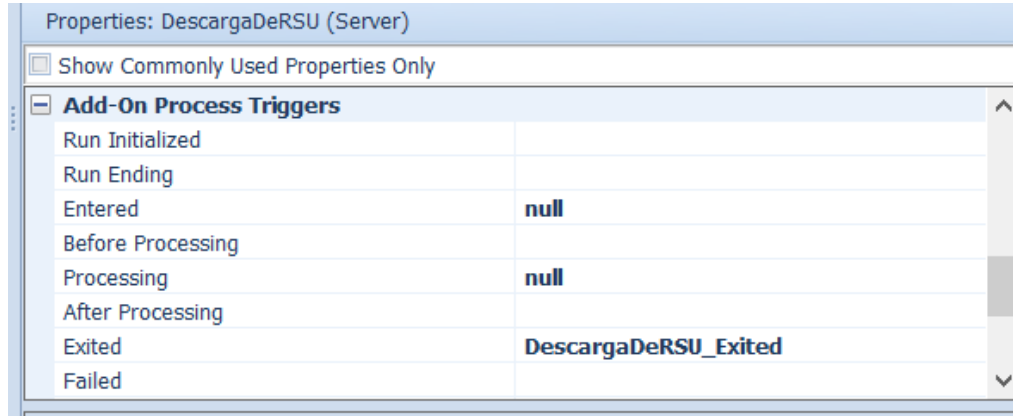 Properties: DescargaDeRSU (Server)
Show Commonly Used Properties Only
Add-On Process Triggers
Run Initialized
Run Ending
Entered null
Before Processing
Processing null
After Processing
Exited DescargaDeRSU_Exited
Failed